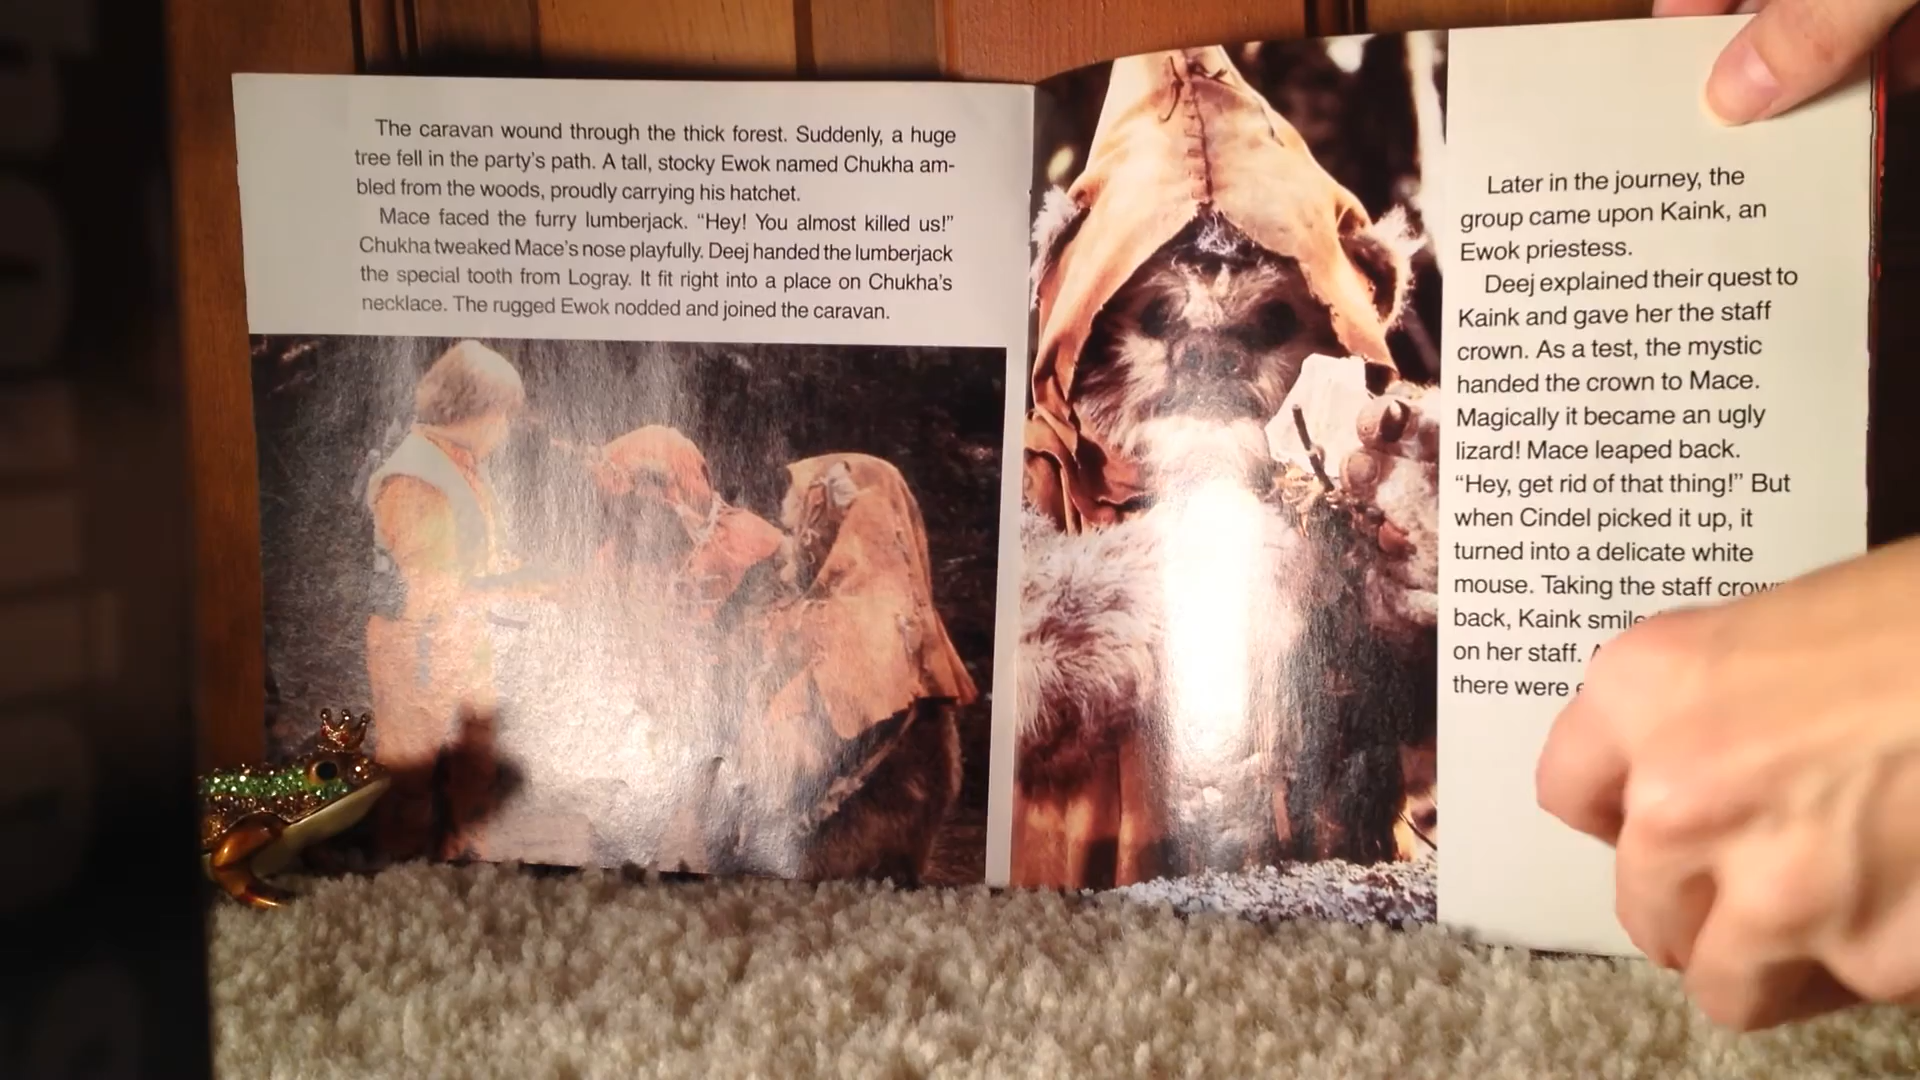 The caravan wound through the thick forest. Suddenly, a huge
tree fell in the party's path. A tall, stocky Ewok named Chukha am-
bled from the woods, proudly carrying his hatchet.
Mace faced the furry lumberjack. “Hey! You almost killed us!”
Chukha tweaked Mace's nose playfully. Deej handed the lumberjack
the special tooth from Logray. It fit right into a place on Chukha's
necklace. The rugged Ewok nodded and joined the caravan.
Later in the journey, the
group came upon Kaink, an
Ewok priestess.
Deej explained their quest to
Kaink and gave her the staff
crown. As a test, the mystic
handed the crown to Mace.
Magically it became an ugly
lizard! Mace leaped back.
“Hey, get rid of that thing!” But
when Cindel picked it up, it
turned into a delicate white
mouse. Taking the staff
back, Kaink
on her staff.
there were